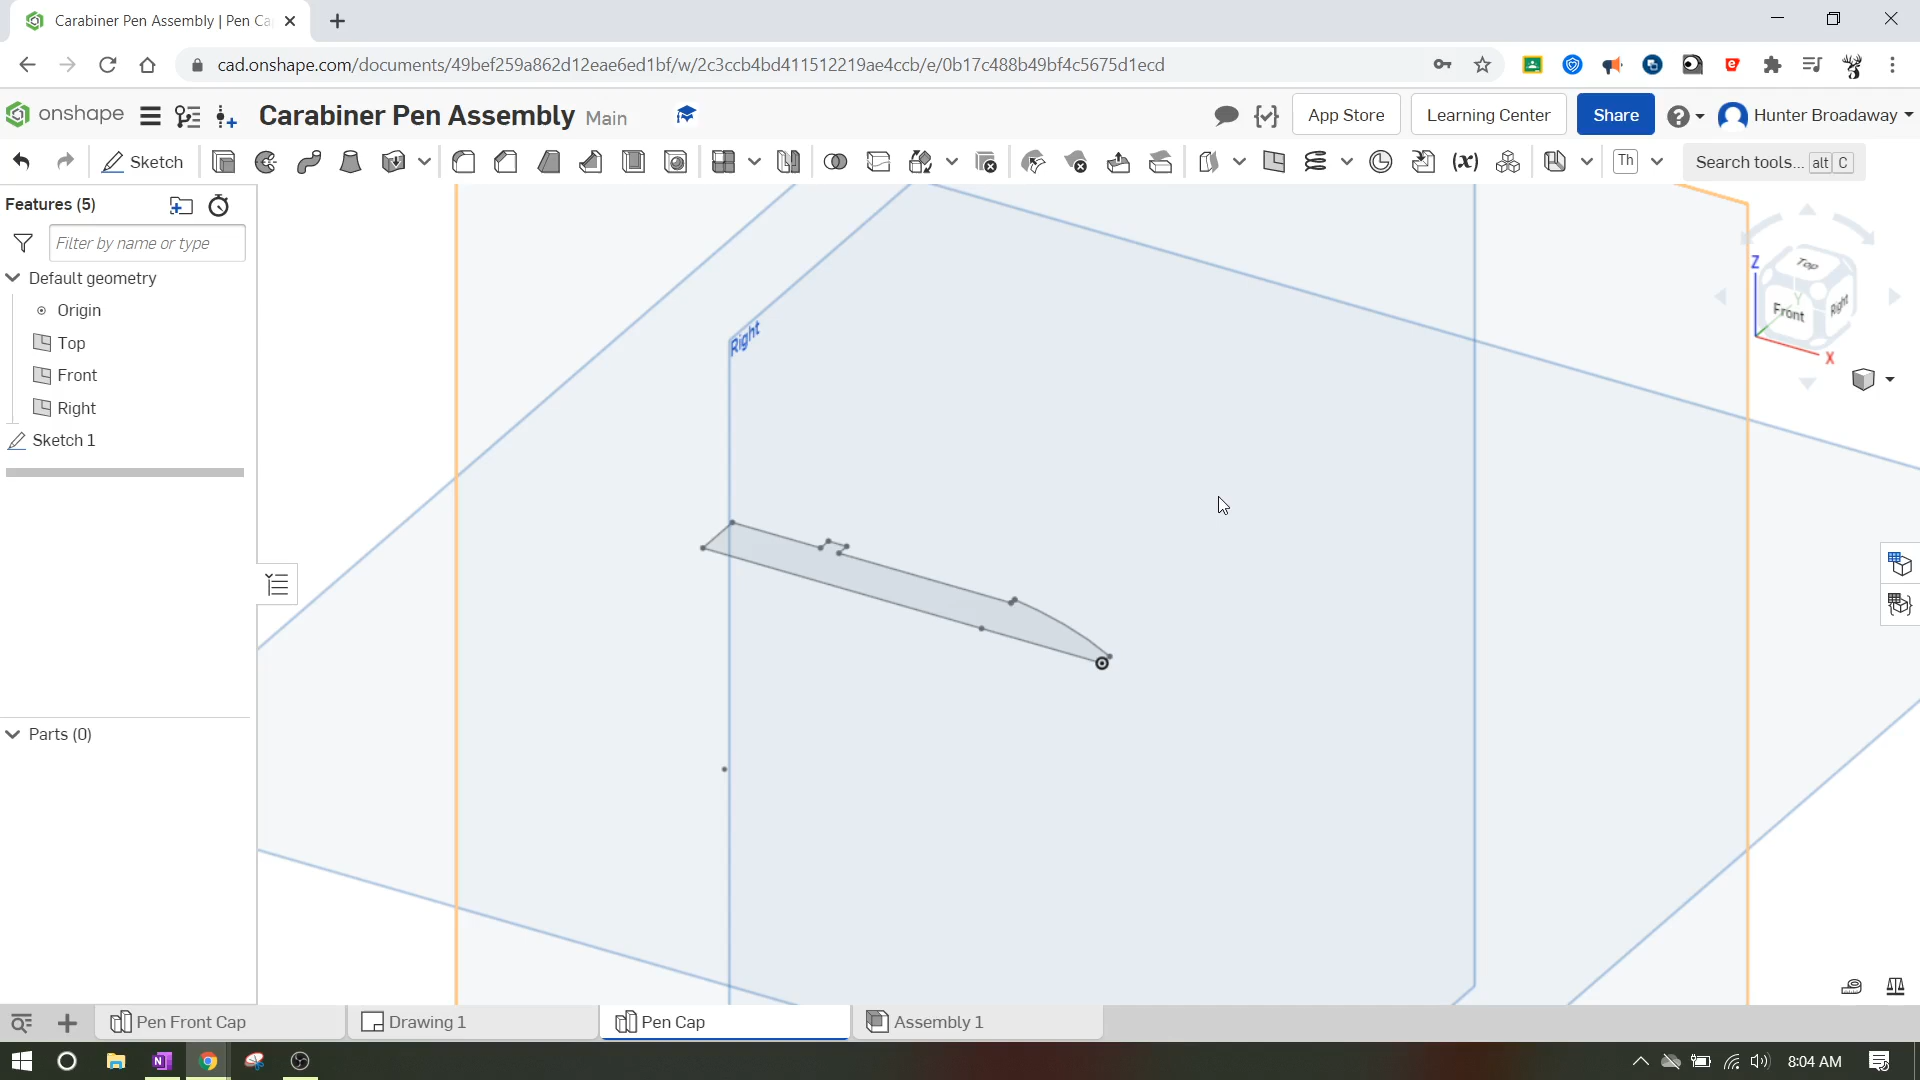 Carabiner Pen Assembly | Pen Ca
cad.onshape.com/documents/49bef259a862d12eae6ed1bf/w/2c3ccb4bd411512219ae4ccb/e/0b17c488b49bf4c5675d1ecd
onshape
Carabiner Pen Assembly Main
App Store
Learning Center
Share
Hunter Broadaway
Sketch
(x)
Th
Search tools... alt C
Features (5)
Filter by name or type
Default geometry
Origin
Top
Front
Right
Sketch 1
Parts (0)
Right
Z
Top
Front
Right
Y
X
Pen Front Cap
Drawing 1
Pen Cap
Assembly 1
8:04 AM